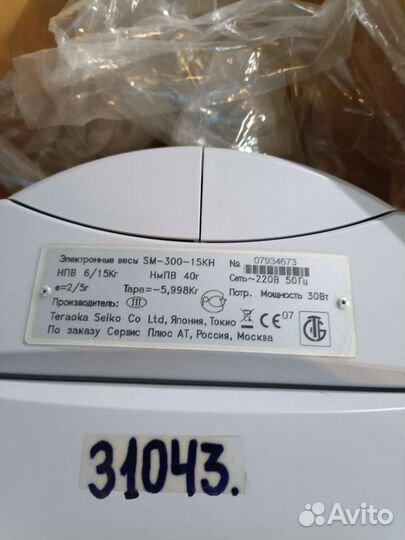 Электронные весы SM-300-15КН № 07934673
НПВ 6/15Кг НмПВ 40г Сеть~220В 50Гц
e=2/5г Тара=-5,998Кг Потр. Мощность 30Вт
Производитель: III
Teraoka Seiko Co Ltd, Япония, Токио CE 07
По заказу Сервис Плюс АТ, Россия, Москва
31043.
Avito